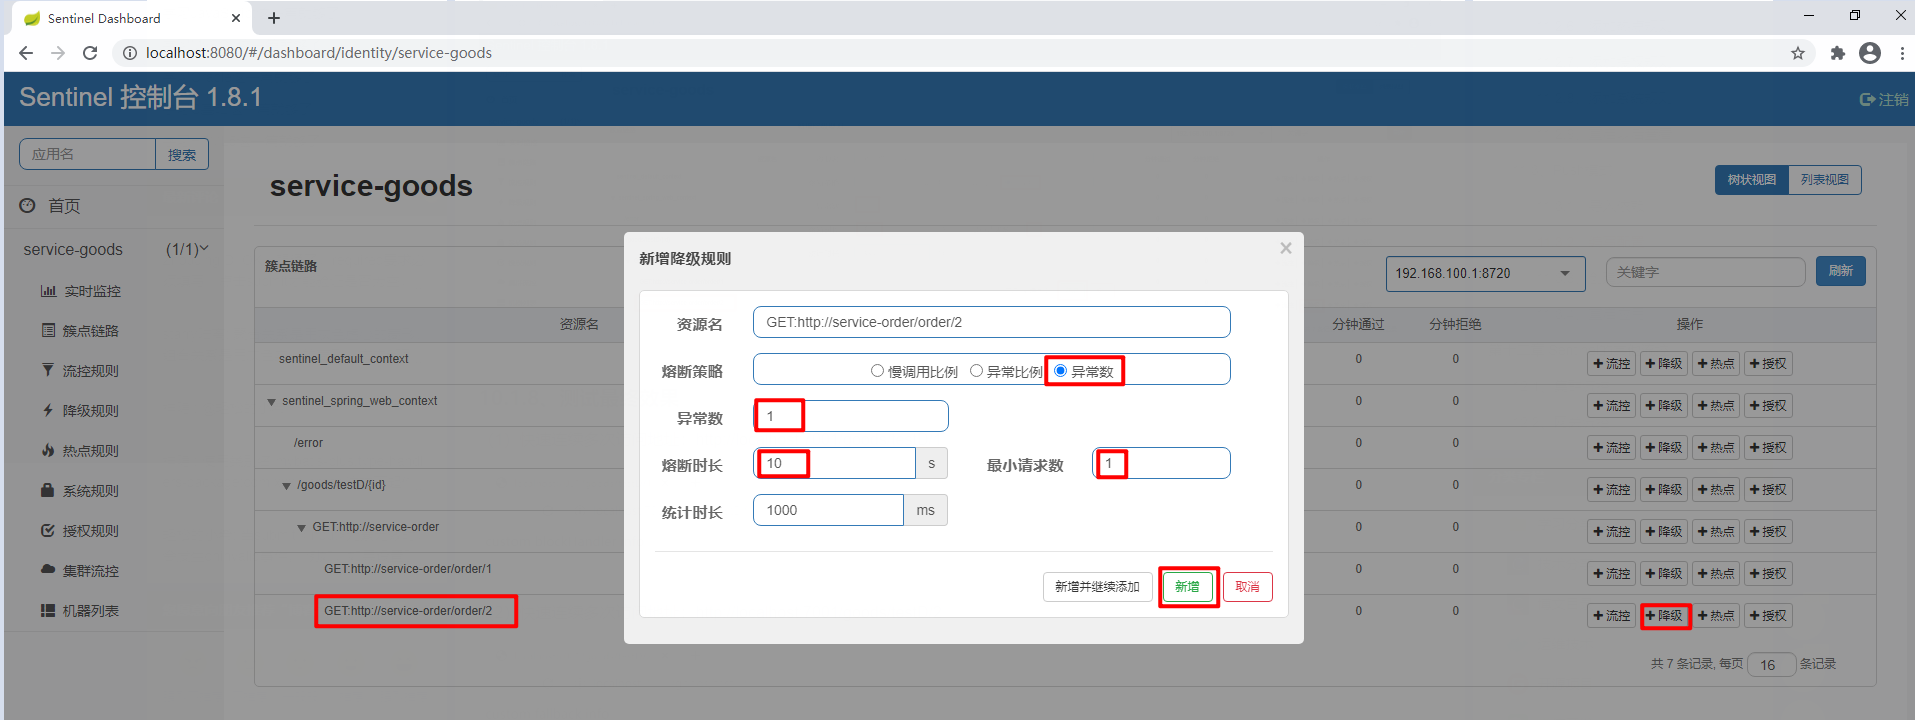 Sentinel Dashboard
localhost:8080/#/dashboard/identity/service-goods
Sentinel 控制台 1.8.1
注销
应用名 搜索
首页
service-goods (1/1)
实时监控
簇点链路
流控规则
降级规则
热点规则
系统规则
授权规则
集群流控
机器列表
service-goods
树状视图 列表视图
簇点链路
192.168.100.1:8720 关键字 刷新
资源名 分钟通过 分钟拒绝 操作
sentinel_default_context 0 0 流控 降级 热点 授权
sentinel_spring_web_context 0 0 流控 降级 热点 授权
/error 0 0 流控 降级 热点 授权
/goods/testD/{id} 0 0 流控 降级 热点 授权
GET:http://service-order 0 0 流控 降级 热点 授权
GET:http://service-order/order/1 0 0 流控 降级 热点 授权
GET:http://service-order/order/2 0 0 流控 降级 热点 授权
共 7 条记录, 每页 16 条记录
新增降级规则
资源名 GET:http://service-order/order/2
熔断策略 慢调用比例 异常比例 异常数
异常数 1
熔断时长 10 s 最小请求数 1
统计时长 1000 ms
新增并继续添加 新增 取消